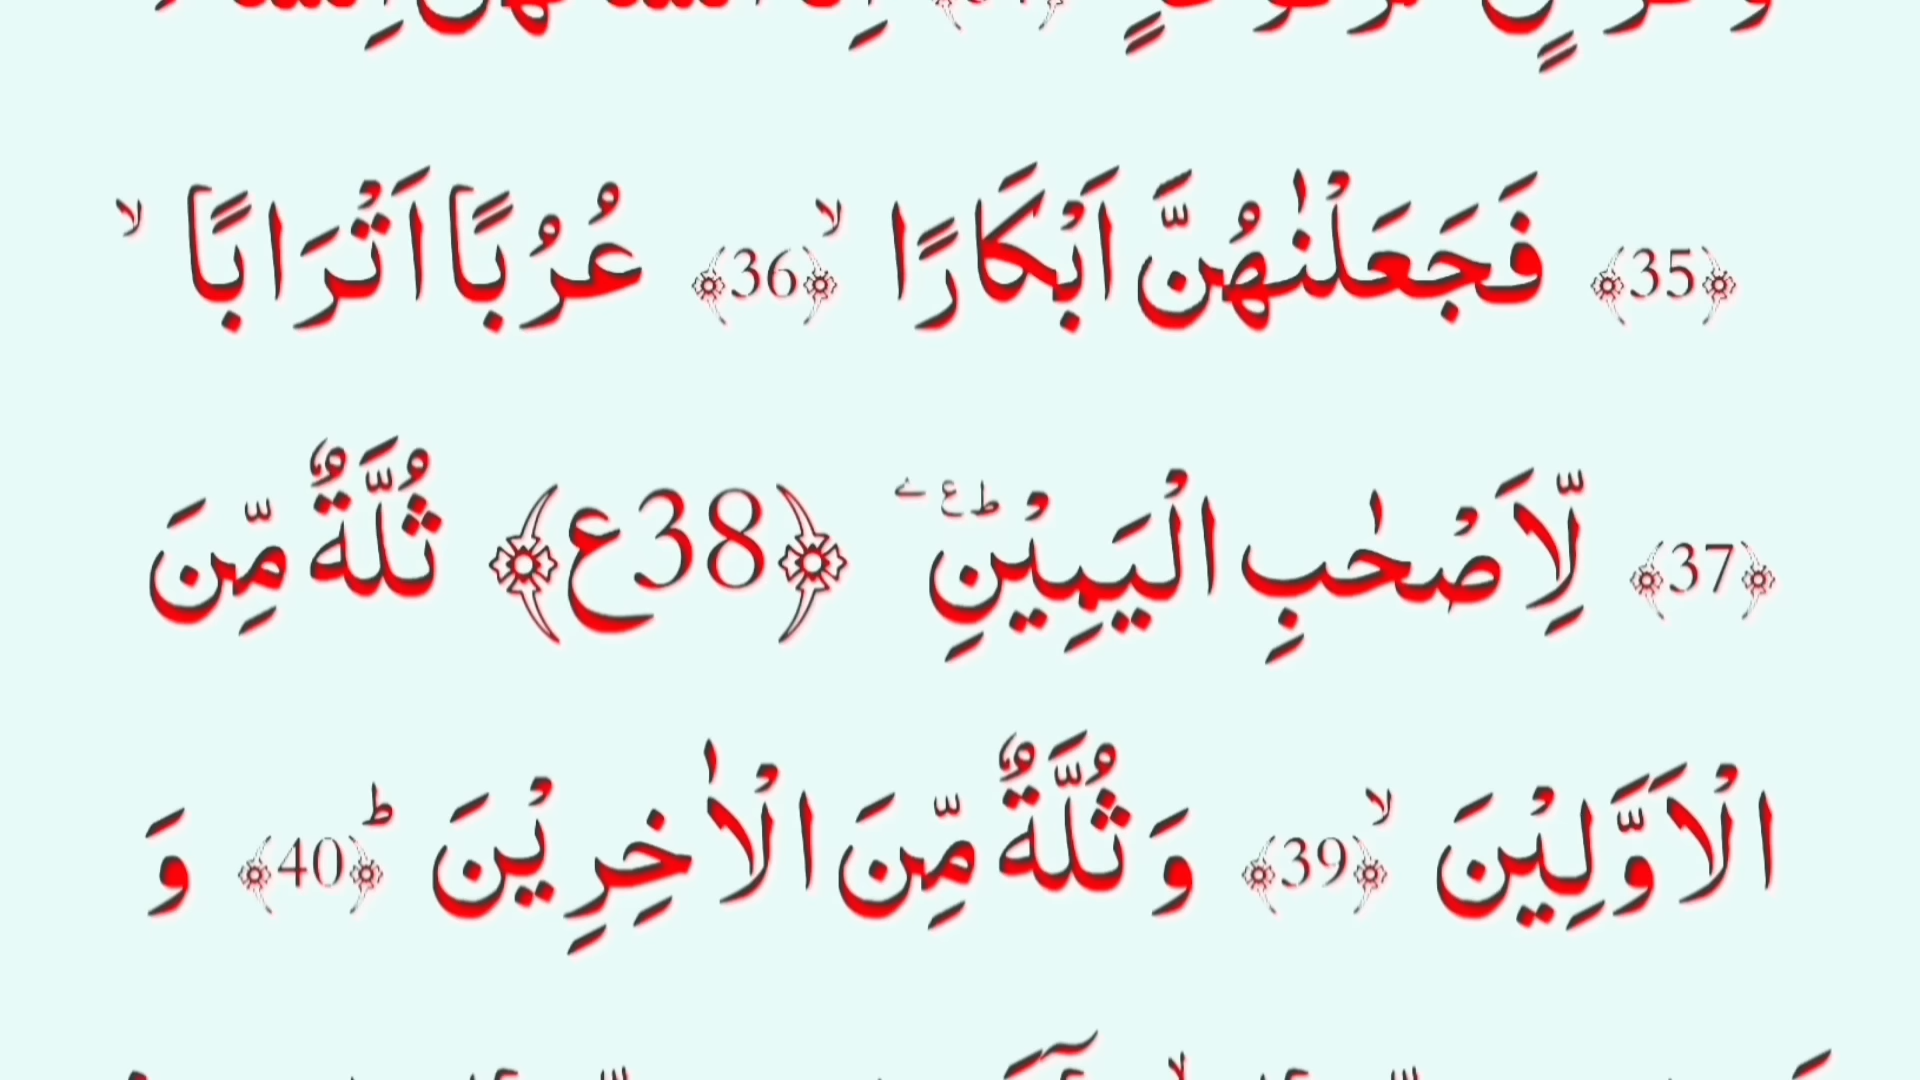 ﴿35﴾ فَجَعَلْنٰهُنَّ اَبْكَارًا ۙ﴿36﴾ عُرُبًا اَتْرَابًا ۙ
﴿37﴾ لِّاَصْحٰبِ الْیَمِیْنِ ؕ۠ ﴿38ع﴾ ثُلَّةٌ مِّنَ
الْاَوَّلِیْنَ ۙ﴿39﴾ وَ ثُلَّةٌ مِّنَ الْاٰخِرِیْنَ ؕ﴿40﴾ وَ